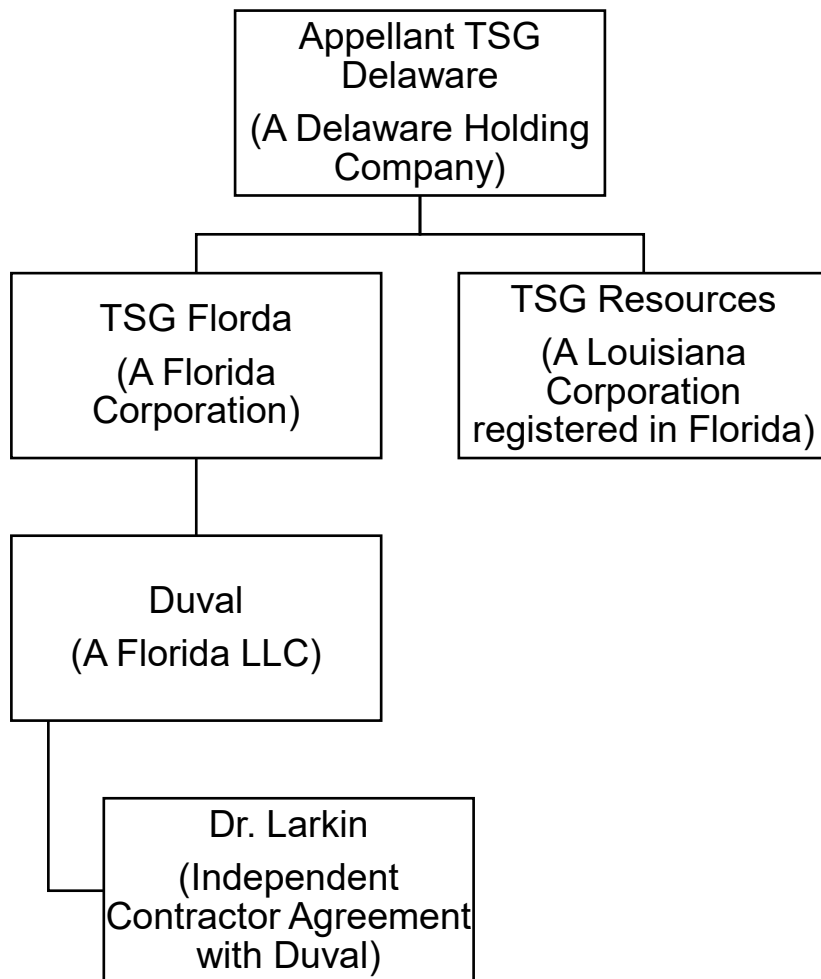 Appellant TSG
Delaware
(A Delaware Holding
Company)
TSG Florda
(A Florida
Corporation)
TSG Resources
(A Louisiana
Corporation
registered in Florida)
Duval
(A Florida LLC)
Dr. Larkin
(Independent
Contractor Agreement
with Duval)